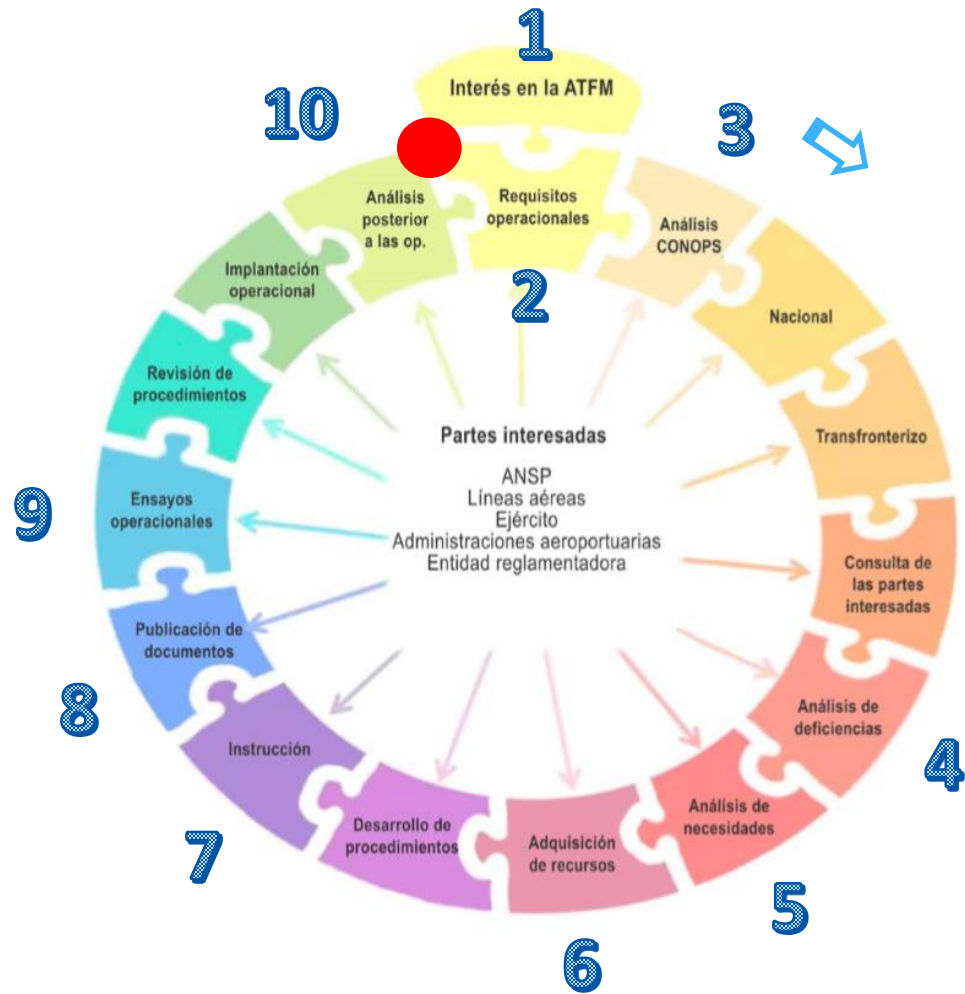 1
Interés en la ATFM
10
3
Análisis
posterior
a las op.
Requisitos
operacionales
Análisis
CONOPS
2
Implantación
operacional
Nacional
Revisión de
procedimientos
Transfronterizo
Partes interesadas
ANSP
Líneas aéreas
Ejército
Administraciones aeroportuarias
Entidad reglamentadora
9
Ensayos
operacionales
Consulta de
las partes
interesadas
Publicación de
documentos
8
Análisis de
deficiencias
4
Instrucción
7
Análisis de
necesidades
5
Desarrollo de
procedimientos
Adquisición
de recursos
6